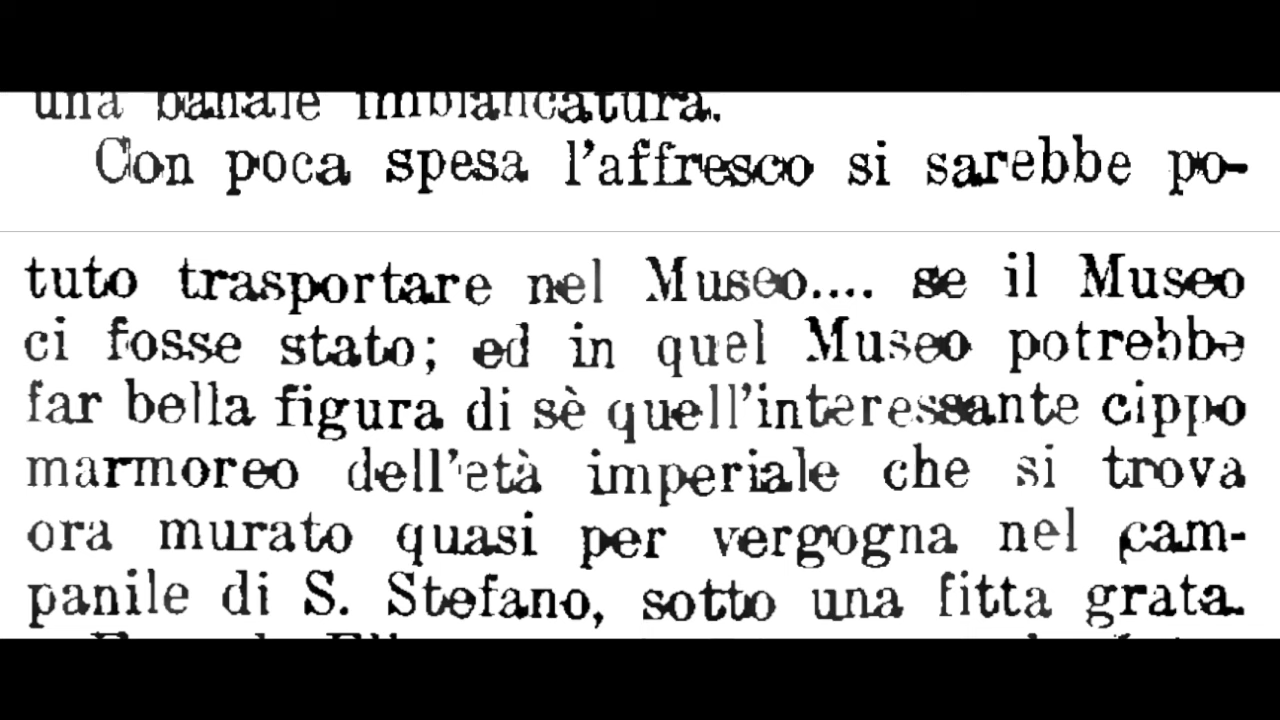 una banale imbiancatura.
Con poca spesa l'affresco si sarebbe po-
tuto trasportare nel Museo.... se il Museo
ci fosse stato; ed in quel Museo potrebbe
far bella figura di sè quell'interessante cippo
marmoreo dell'età imperiale che si trova
ora murato quasi per vergogna nel cam-
panile di S. Stefano, sotto una fitta grata.